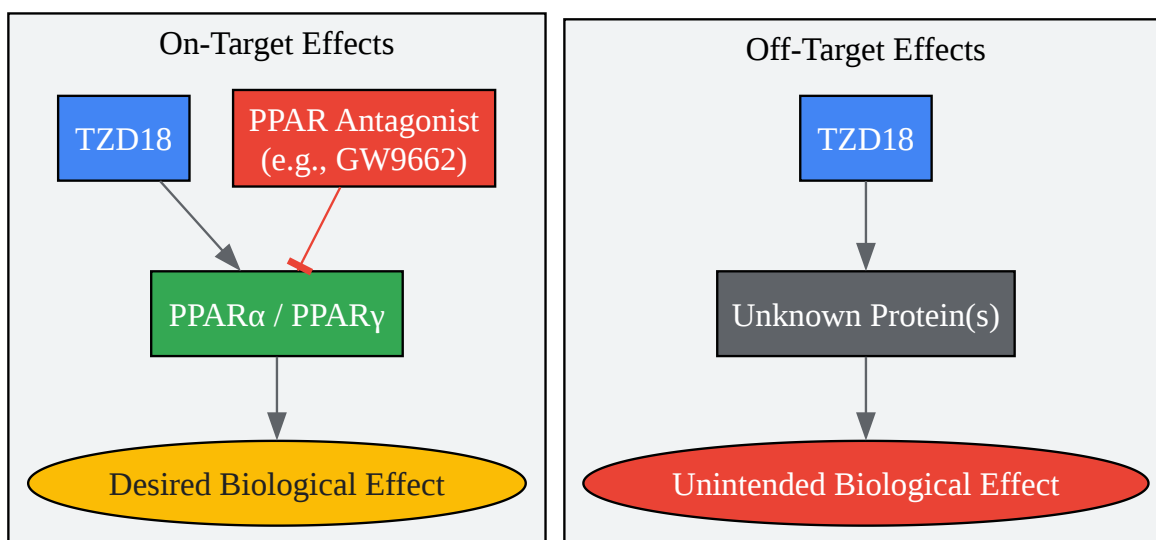 On-Target Effects
TZD18
PPAR Antagonist
(e.g., GW9662)
PPARα / PPARγ
Desired Biological Effect
Off-Target Effects
TZD18
Unknown Protein(s)
Unintended Biological Effect